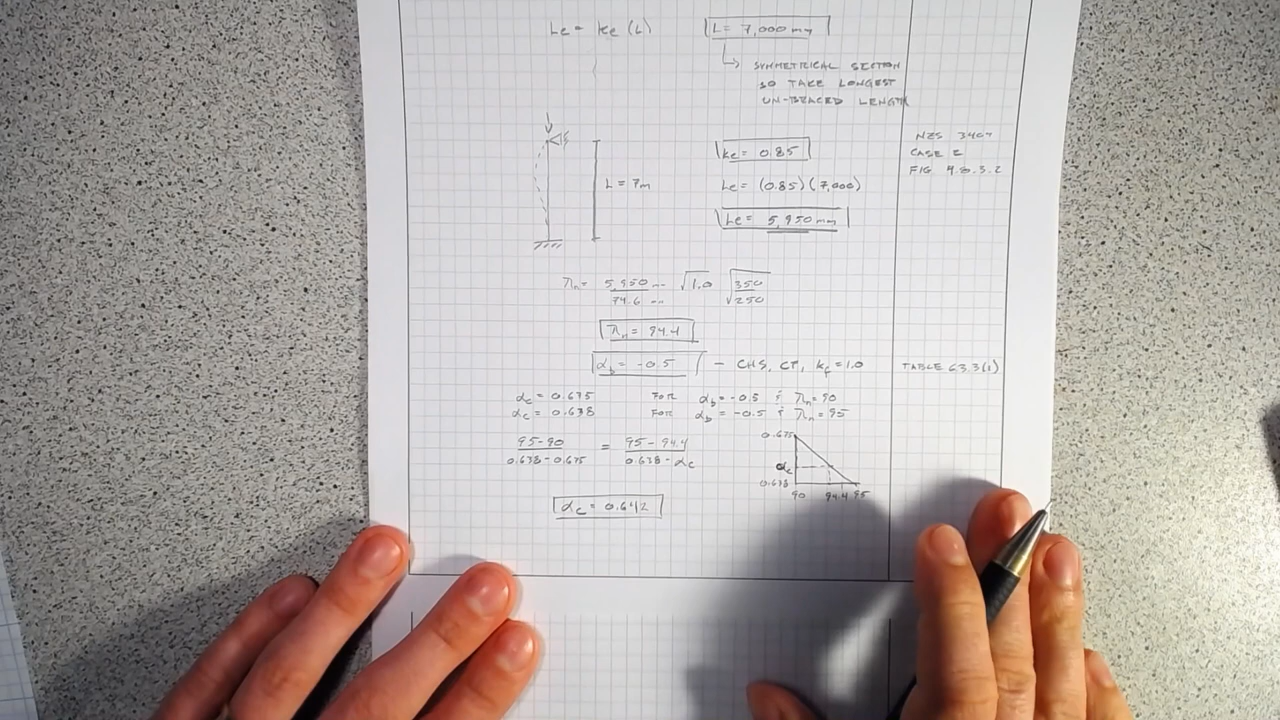 Le = ke (L) L = 7,000 mm
↳ SYMMETRICAL SECTION
SO TAKE LONGEST
UN-BRACED LENGTH
L = 7m
ke = 0.85
Le = (0.85)(7,000)
Le = 5,950 mm
NZS 3404
CASE 2
FIG 4.8.3.2
λn = 5,950 mm / 74.6 mm √1.0 √350/250
λn = 94.4
αb = -0.5 - CHS, CF, kf = 1.0
TABLE 6.3.3(1)
αc = 0.675 FOR αb = -0.5 & λn = 90
αc = 0.638 FOR αb = -0.5 & λn = 95
95-90 / 0.638-0.675 = 95-94.4 / 0.638-αc
0.675
αc
0.638
90 94.4 95
αc = 0.642